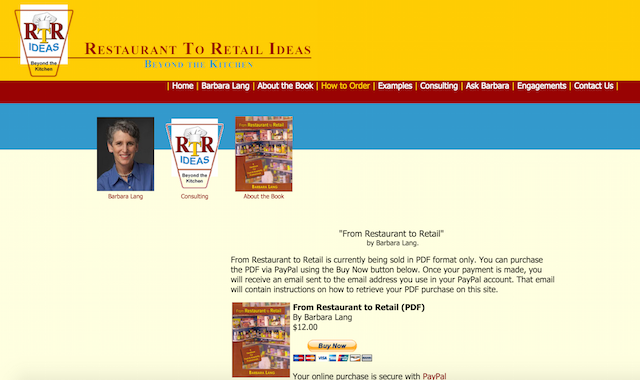 RTR
IDEAS
Beyond the
Kitchen
RESTAURANT TO RETAIL IDEAS
BEYOND THE KITCHEN
| Home | Barbara Lang | About the Book | How to Order | Examples | Consulting | Ask Barbara | Engagements | Contact Us |
RTR
IDEAS
Beyond the
Kitchen
From Restaurant to Retail
BARBARA LANG
Barbara Lang
Consulting
About the Book
"From Restaurant to Retail"
by Barbara Lang.
From Restaurant to Retail is currently being sold in PDF format only. You can purchase
the PDF via PayPal using the Buy Now button below. Once your payment is made, you
will receive an email sent to the email address you use in your PayPal account. That email
will contain instructions on how to retrieve your PDF purchase on this site.
From Restaurant to Retail
BARBARA LANG
From Restaurant to Retail (PDF)
By Barbara Lang
$12.00
Buy Now
VISA
Your online purchase is secure with PayPal